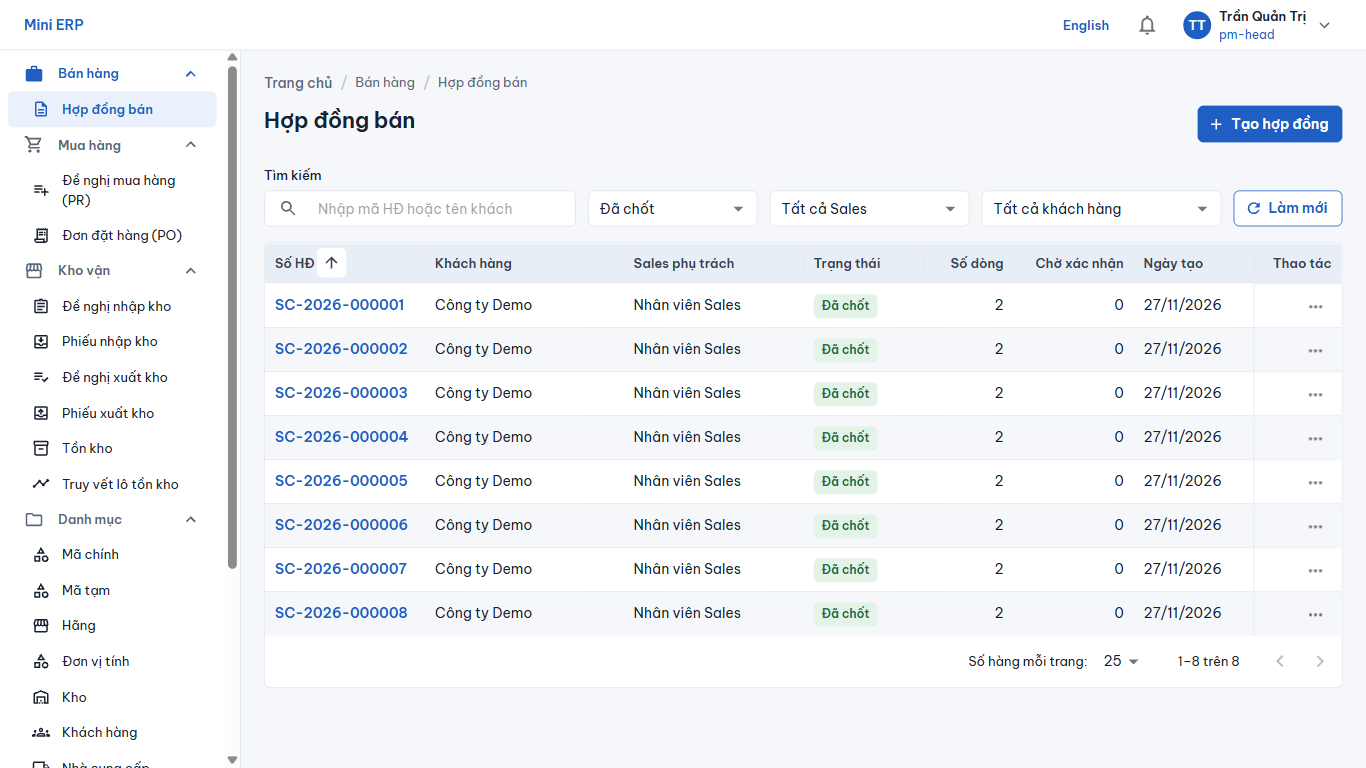 Mini ERP
English
TT
Trần Quản Trị
pm-head
Bán hàng
Hợp đồng bán
Mua hàng
Đề nghị mua hàng
(PR)
Đơn đặt hàng (PO)
Kho vận
Đề nghị nhập kho
Phiếu nhập kho
Đề nghị xuất kho
Phiếu xuất kho
Tồn kho
Truy vết lô tồn kho
Danh mục
Mã chính
Mã tạm
Hãng
Đơn vị tính
Kho
Khách hàng
Nhà cung cấp
Trang chủ / Bán hàng / Hợp đồng bán
Hợp đồng bán
Tạo hợp đồng
Tìm kiếm
Nhập mã HĐ hoặc tên khách
Đã chốt
Tất cả Sales
Tất cả khách hàng
Làm mới
Số HĐ Khách hàng Sales phụ trách Trạng thái Số dòng Chờ xác nhận Ngày tạo Thao tác
SC-2026-000001 Công ty Demo Nhân viên Sales Đã chốt 2 0 27/11/2026
SC-2026-000002 Công ty Demo Nhân viên Sales Đã chốt 2 0 27/11/2026
SC-2026-000003 Công ty Demo Nhân viên Sales Đã chốt 2 0 27/11/2026
SC-2026-000004 Công ty Demo Nhân viên Sales Đã chốt 2 0 27/11/2026
SC-2026-000005 Công ty Demo Nhân viên Sales Đã chốt 2 0 27/11/2026
SC-2026-000006 Công ty Demo Nhân viên Sales Đã chốt 2 0 27/11/2026
SC-2026-000007 Công ty Demo Nhân viên Sales Đã chốt 2 0 27/11/2026
SC-2026-000008 Công ty Demo Nhân viên Sales Đã chốt 2 0 27/11/2026
Số hàng mỗi trang: 25 1–8 trên 8